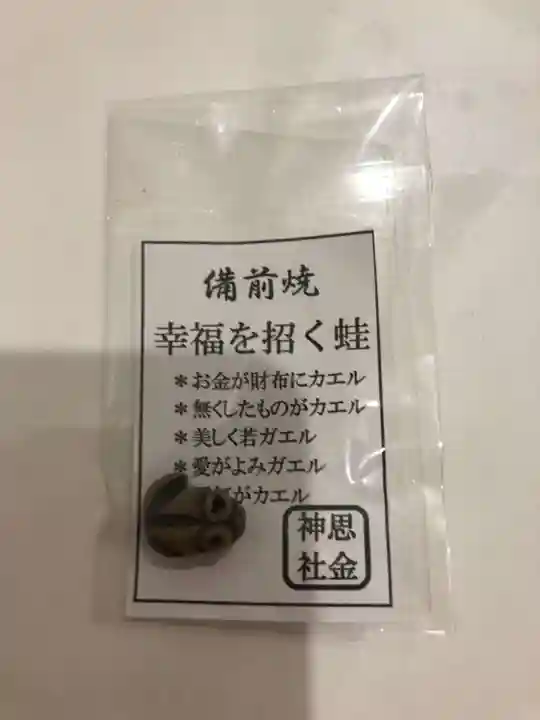 備前焼
幸福を招く蛙
＊お金が財布にカエル
＊無くしたものがカエル
＊美しく若ガエル
＊愛がよみガエル
がカエル
恩金
神社